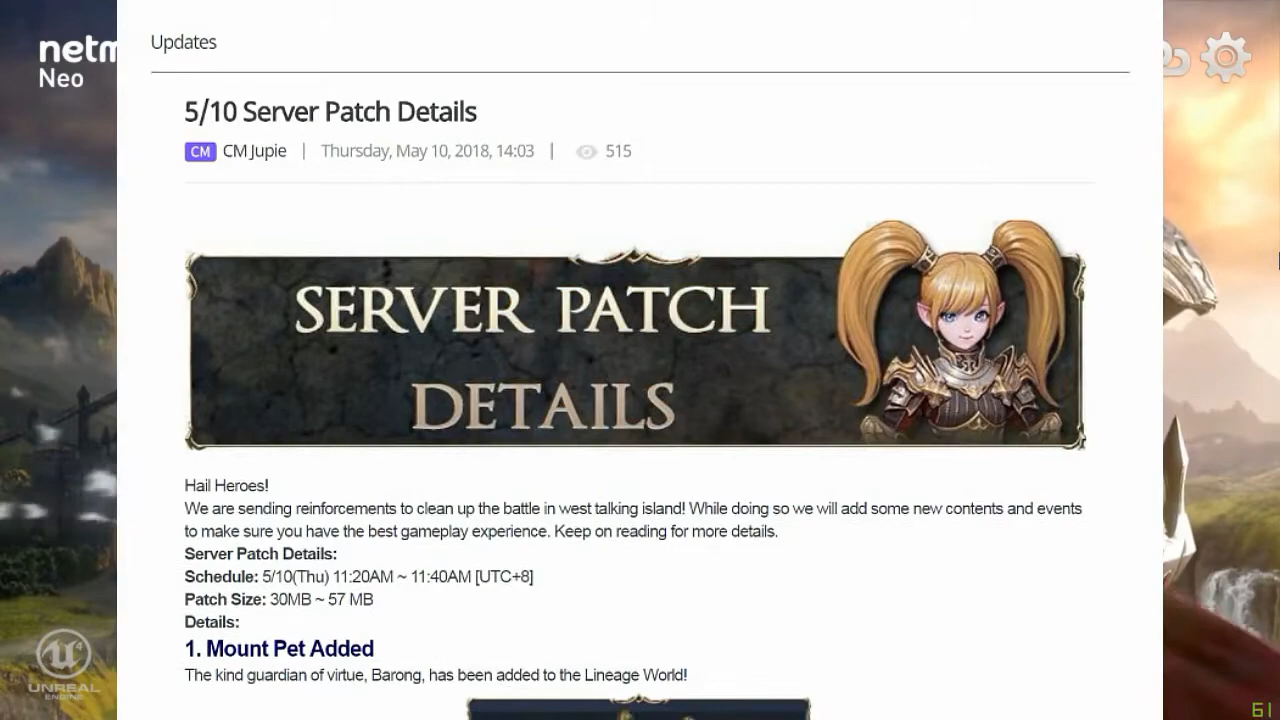 Updates
netm
Neo
5/10 Server Patch Details
CM CM Jupie | Thursday, May 10, 2018, 14:03 | 515
SERVER PATCH
DETAILS
Hail Heroes!
We are sending reinforcements to clean up the battle in west talking island! While doing so we will add some new contents and events
to make sure you have the best gameplay experience. Keep on reading for more details.
Server Patch Details:
Schedule: 5/10(Thu) 11:20AM ~ 11:40AM [UTC+8]
Patch Size: 30MB ~ 57 MB
Details:
1. Mount Pet Added
The kind guardian of virtue, Barong, has been added to the Lineage World!
UNREAL
ENGINE
61